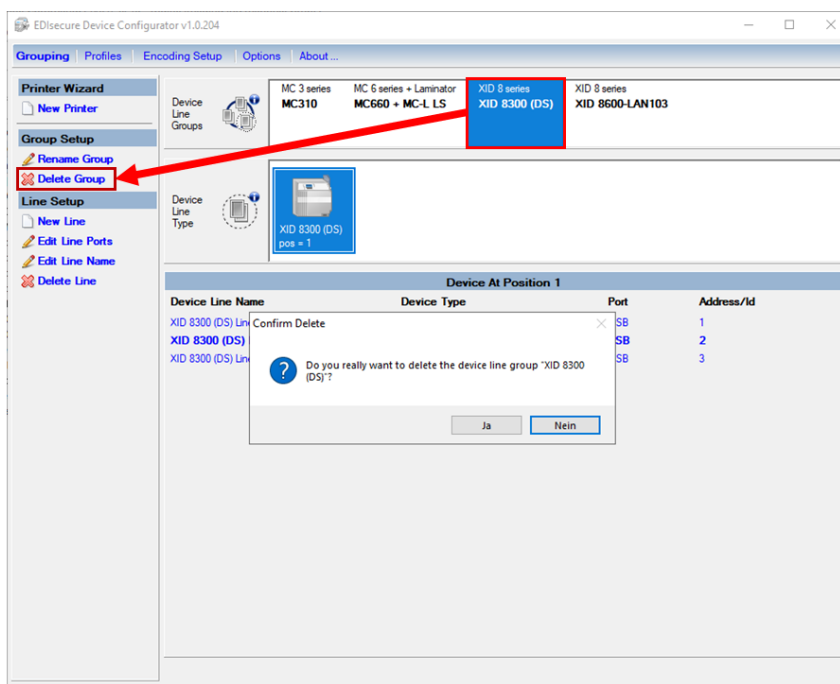 EDIsecure Device Configurator v1.0.204
Grouping Profiles Encoding Setup Options About ...
Printer Wizard
New Printer
Group Setup
Rename Group
Delete Group
Line Setup
New Line
Edit Line Ports
Edit Line Name
Delete Line
Device
Line
Groups
MC 3 series
MC310
MC 6 series + Laminator
MC660 + MC-L LS
XID 8 series
XID 8300 (DS)
XID 8 series
XID 8600-LAN103
Device
Line
Type
XID 8300 (DS)
pos = 1
Device At Position 1
Device Line Name Device Type Port Address/Id
XID 8300 (DS) SB 1
XID 8300 (DS) SB 2
XID 8300 (DS) SB 3
Confirm Delete
Do you really want to delete the device line group "XID 8300
(DS)"?
Ja Nein